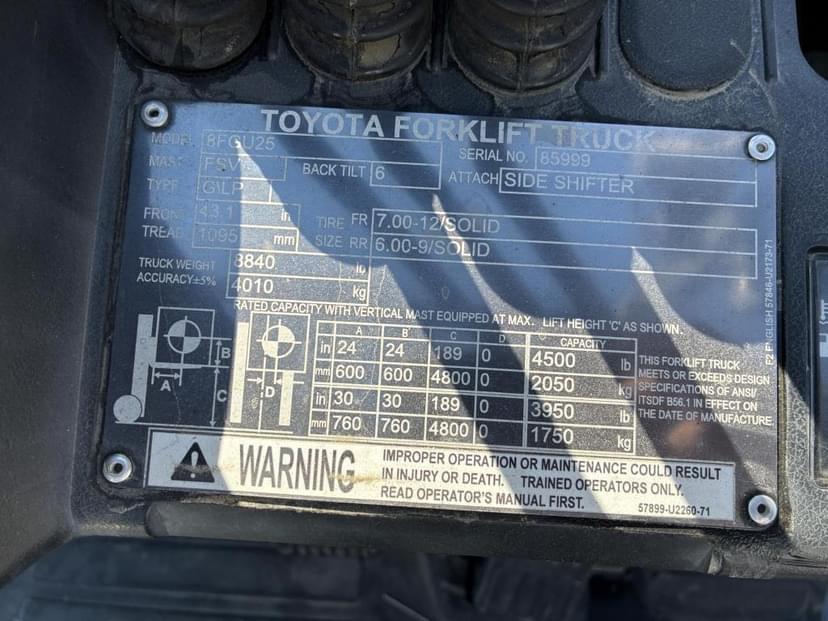 TOYOTA FORKLIFT TRUCK
MODEL 8FGU25 SERIAL NO. 85999
MAST FSV BACK TILT 6 ATTACH SIDE SHIFTER
TYPE G\LP
FRONT 43.1 in TIRE FR 7.00-12/SOLID
TREAD 1095 mm SIZE RR 6.00-9/SOLID
TRUCK WEIGHT 8840 lb
ACCURACY±5% 4010 kg
RATED CAPACITY WITH VERTICAL MAST EQUIPPED AT MAX. LIFT HEIGHT 'C' AS SHOWN.
A B C D CAPACITY
in 24 24 189 0 4500 lb
mm 600 600 4800 0 2050 kg
in 30 30 189 0 3950 lb
mm 760 760 4800 0 1750 kg
A B C D
THIS FORKLIFT TRUCK
MEETS OR EXCEEDS DESIGN
SPECIFICATIONS OF ANSI/
ITSDF B56.1 IN EFFECT ON
THE DATE OF MANUFACTURE.
E2 ENGLISH 57846-U2173-71
WARNING
IMPROPER OPERATION OR MAINTENANCE COULD RESULT
IN INJURY OR DEATH. TRAINED OPERATORS ONLY.
READ OPERATOR'S MANUAL FIRST.
57899-U2260-71